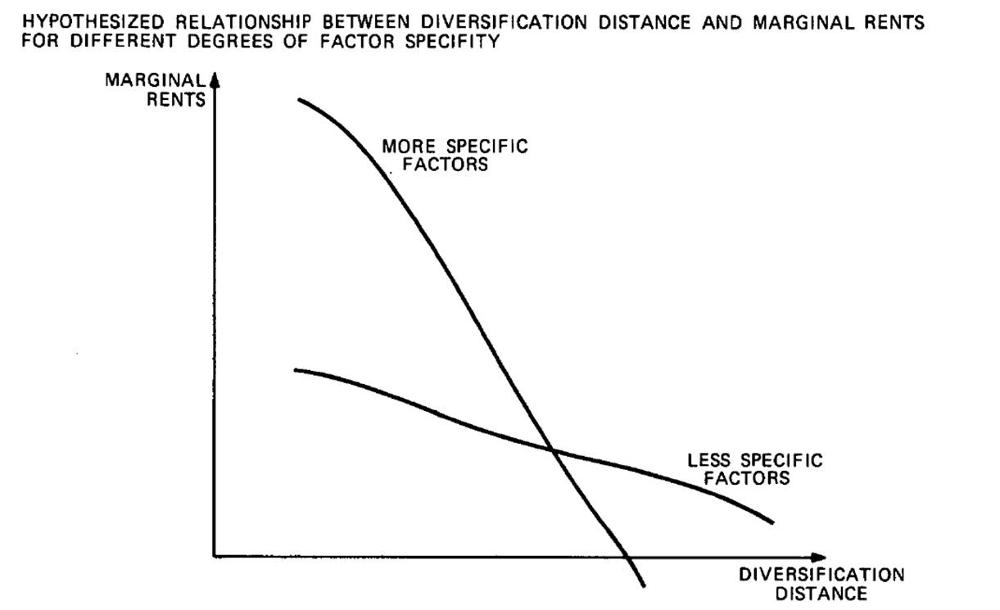 HYPOTHESIZED RELATIONSHIP BETWEEN DIVERSIFICATION DISTANCE AND MARGINAL RENTS
FOR DIFFERENT DEGREES OF FACTOR SPECIFITY
MARGINAL
RENTS
MORE SPECIFIC
FACTORS
LESS SPECIFIC
FACTORS
DIVERSIFICATION
DISTANCE